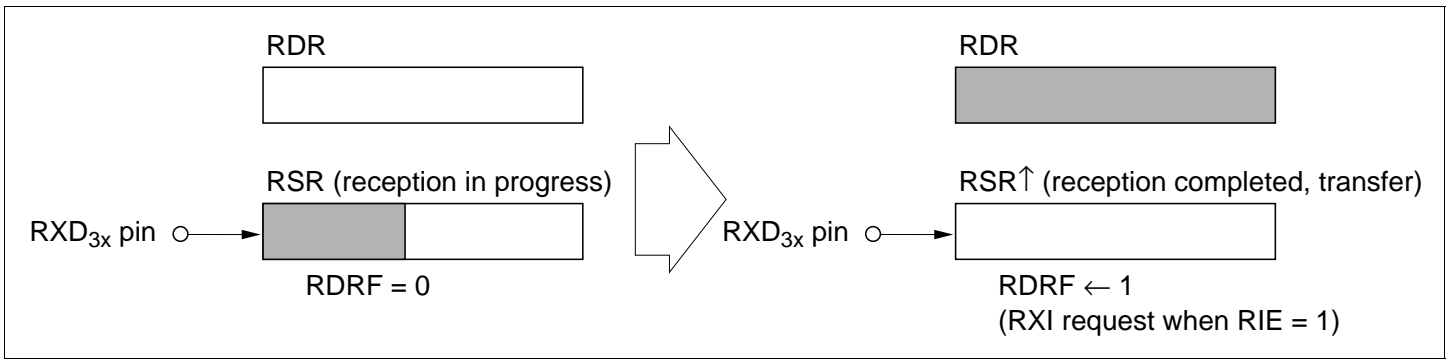 RDR
RSR (reception in progress)
RXD3x pin
RDRF = 0
RDR
RSR↑ (reception completed, transfer)
RXD3x pin
RDRF ← 1
(RXI request when RIE = 1)